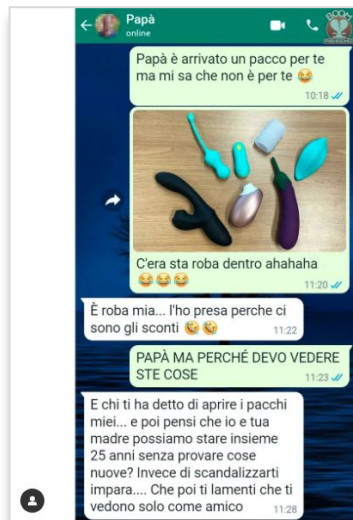 Papà
online
Papà è arrivato un pacco per te
ma mi sa che non è per te 😂
10:18
C'era sta roba dentro ahahaha
😂😂😂
11:20
È roba mia... l'ho presa perche ci
sono gli sconti 🤣🤣
11:22
PAPÀ MA PERCHÉ DEVO VEDERE
STE COSE
11:23
E chi ti ha detto di aprire i pacchi
miei... e poi pensi che io e tua
madre possiamo stare insieme
25 anni senza provare cose
nuove? Invece di scandalizzarti
impara.... Che poi ti lamenti che ti
vedono solo come amico
11:28